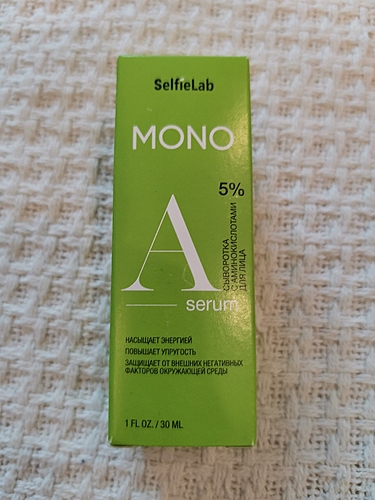 SelfieLab
MONO
5%
A
СЫВОРОТКА
С АМИНОКИСЛОТАМИ
ДЛЯ ЛИЦА
serum
НАСЫЩАЕТ ЭНЕРГИЕЙ
ПОВЫШАЕТ УПРУГОСТЬ
ЗАЩИЩАЕТ ОТ ВНЕШНИХ НЕГАТИВНЫХ
ФАКТОРОВ ОКРУЖАЮЩЕЙ СРЕДЫ
1 FL OZ. / 30 ML